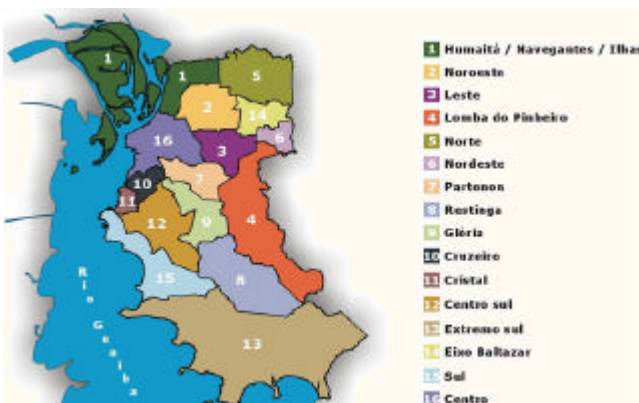 1
1
5
2
14
6
16
3
7
10
11
4
12
9
15
8
13
Rio Guaíba
1 Humaitá / Navegantes / Ilhas
2 Noroeste
3 Leste
4 Lomba do Pinheiro
5 Norte
6 Nordeste
7 Partonon
8 Restinga
9 Glória
10 Cruzeiro
11 Cristal
12 Centro sul
13 Extremo sul
14 Eixo Baltazar
15 Sul
16 Centro